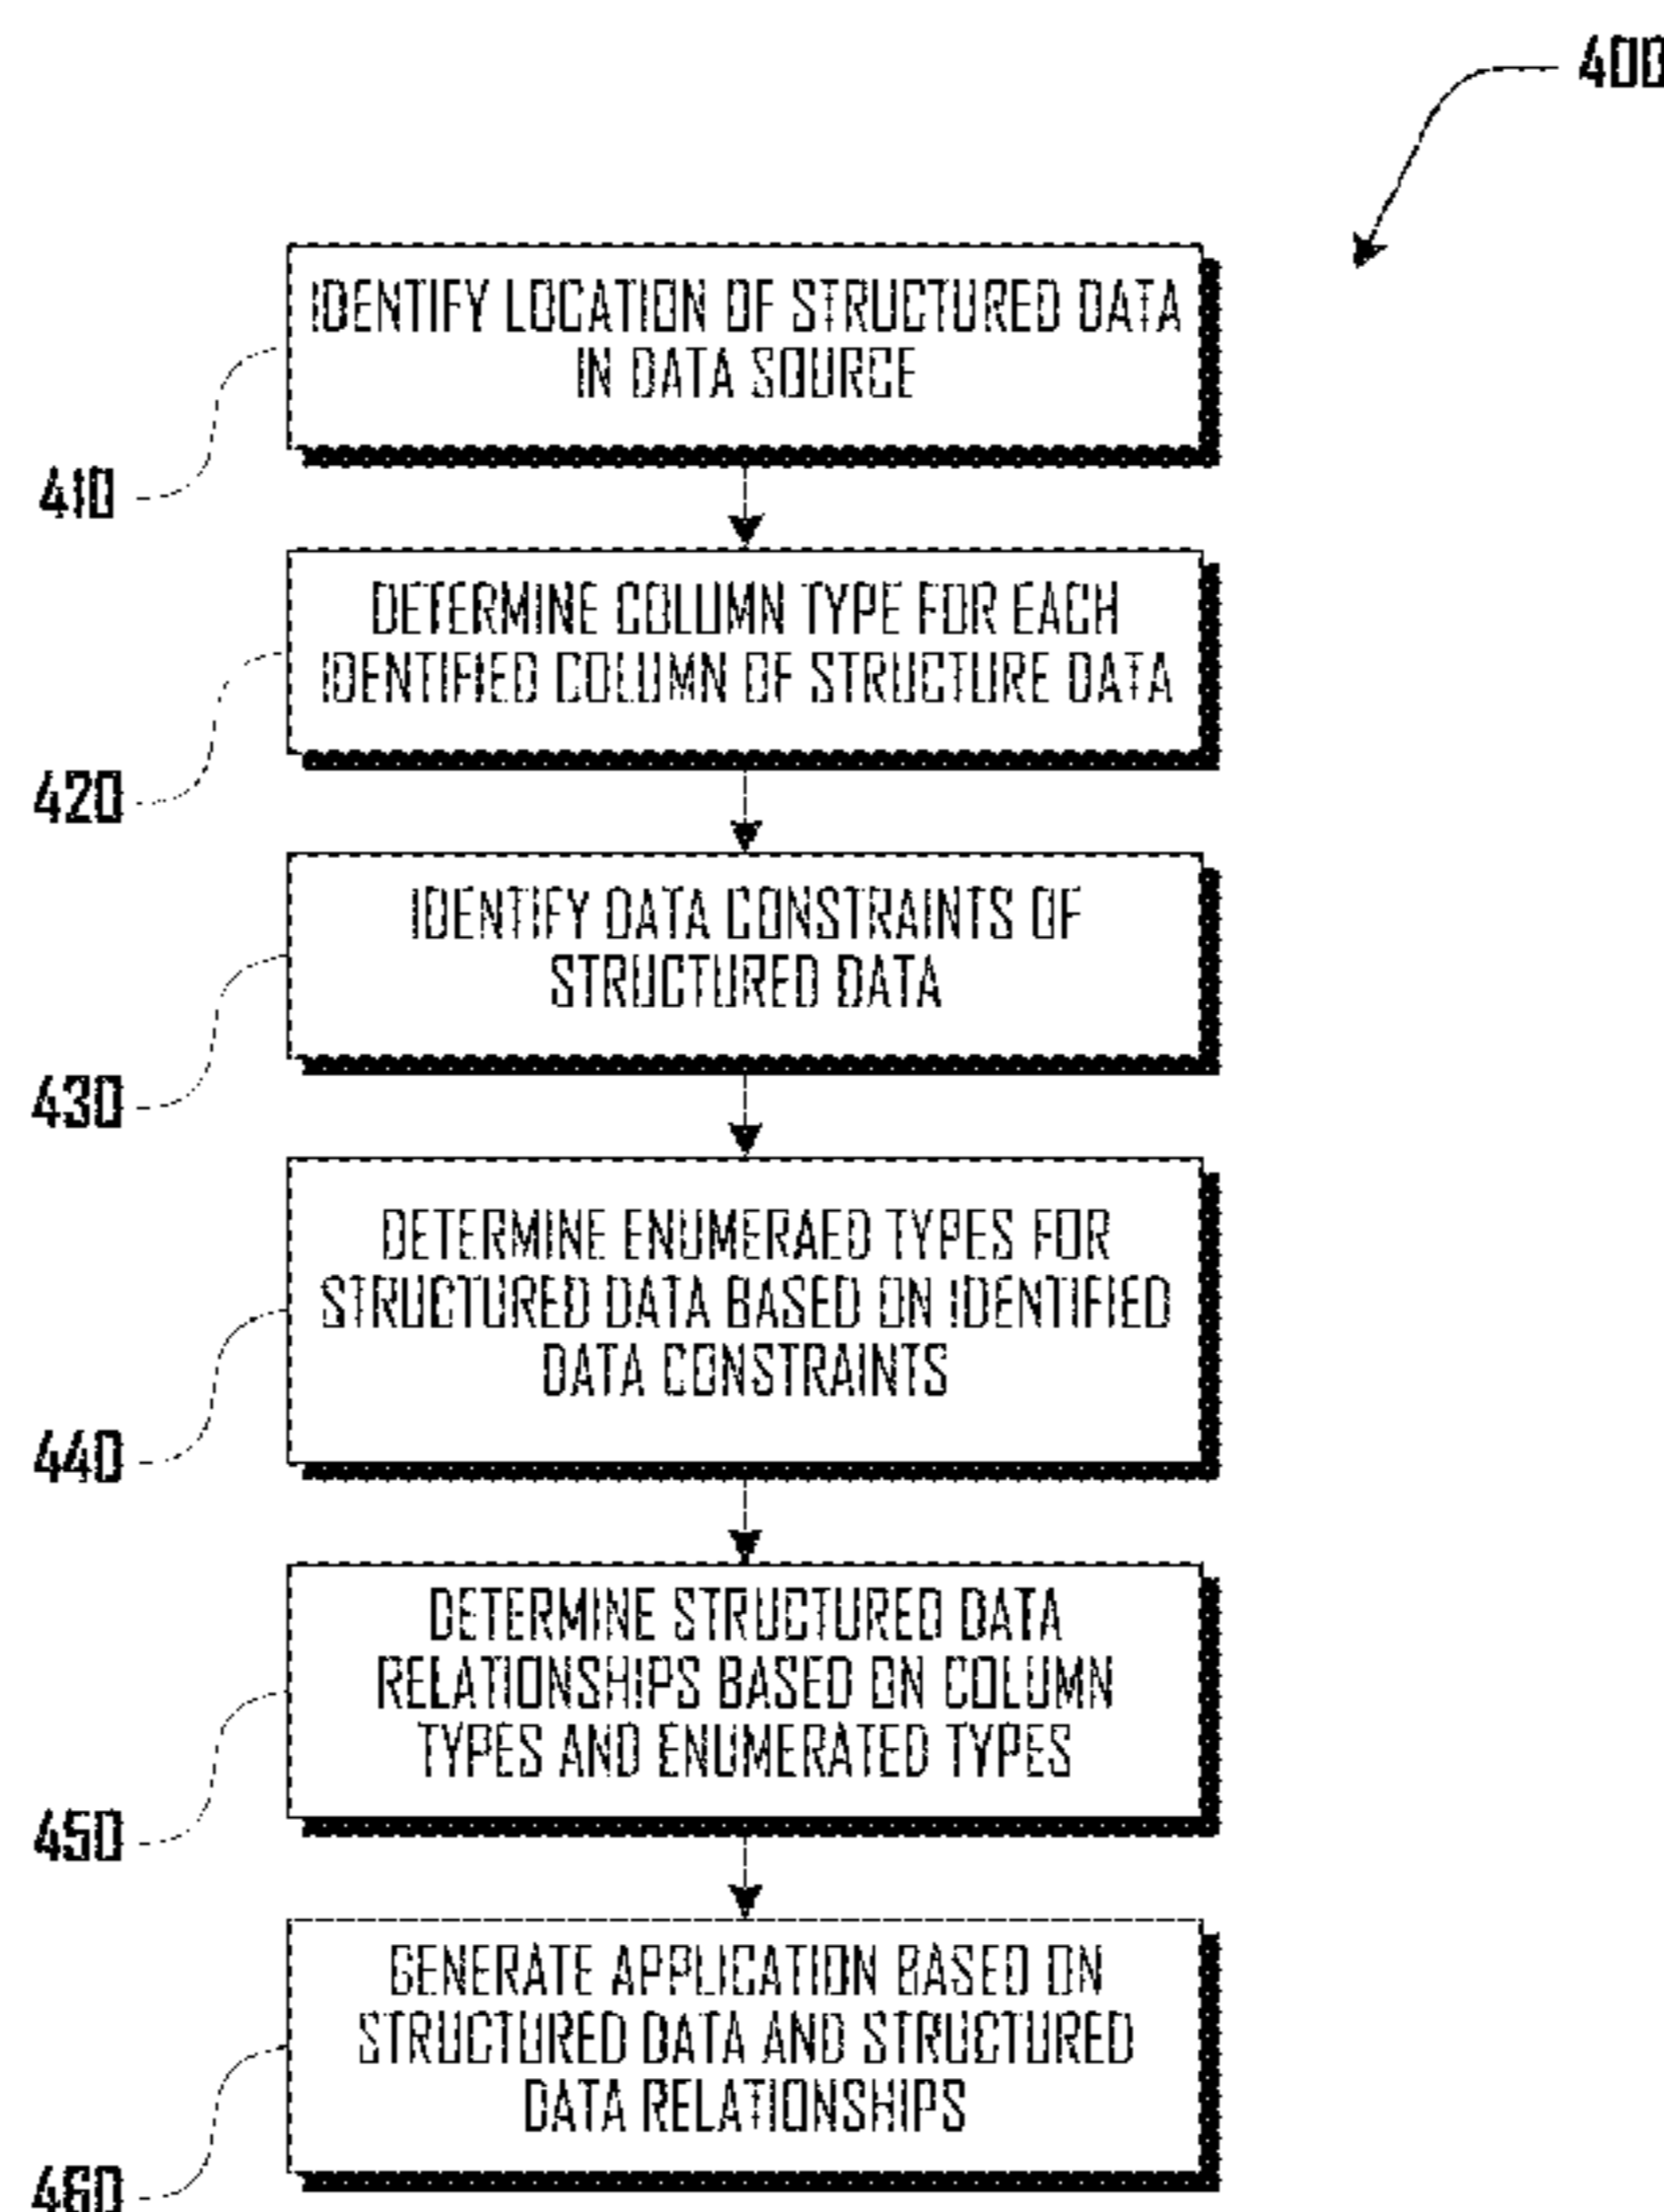 400
IDENTIFY LOCATION OF STRUCTURED DATA
IN DATA SOURCE
410
DETERMINE COLUMN TYPE FOR EACH
IDENTIFIED COLUMN OF STRUCTURE DATA
420
IDENTIFY DATA CONSTRAINTS OF
STRUCTURED DATA
430
DETERMINE ENUMERAED TYPES FOR
STRUCTURED DATA BASED ON IDENTIFIED
DATA CONSTRAINTS
440
DETERMINE STRUCTURED DATA
RELATIONSHIPS BASED ON COLUMN
TYPES AND ENUMERATED TYPES
450
GENERATE APPLICATION BASED ON
STRUCTURED DATA AND STRUCTURED
DATA RELATIONSHIPS
460